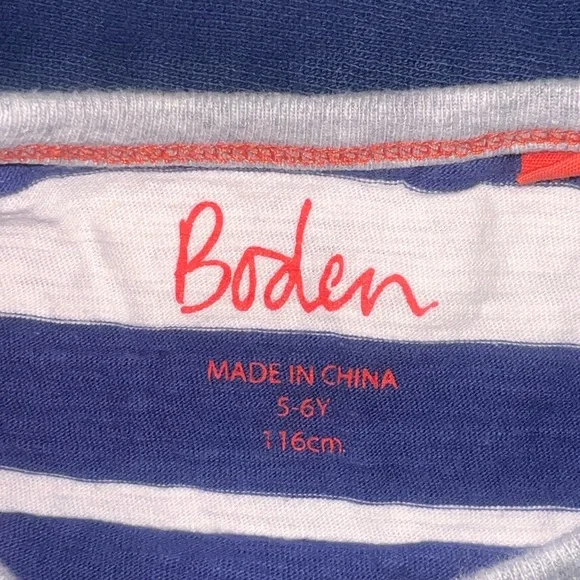 Boden
MADE IN CHINA
5-6Y
116cm.